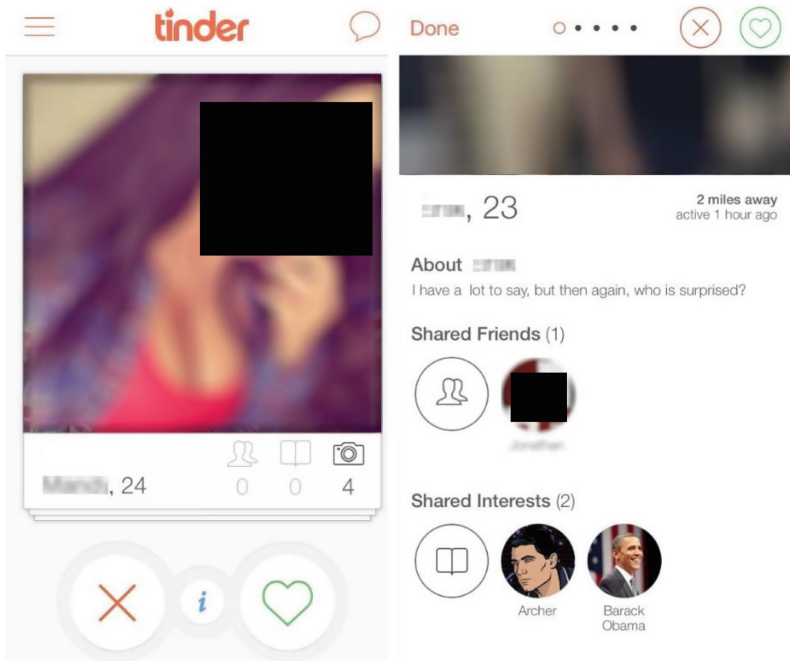 tinder
, 24
0
0
4
Done
, 23
2 miles away
active 1 hour ago
About
I have a lot to say, but then again, who is surprised?
Shared Friends (1)
Shared Interests (2)
Archer
Barack
Obama